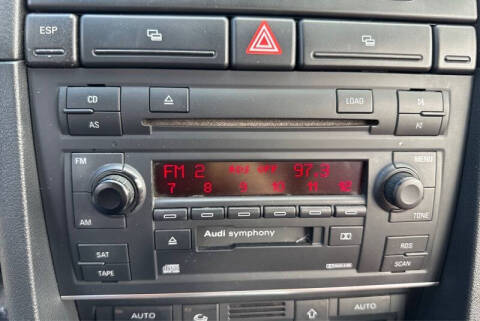 ESP
CD
LOAD
AS
FM
MENU
FM 2
97.3
7 8 9 10 11 12
AM
TONE
Audi symphony
SAT
RDS
TAPE
SCAN
AUTO
AUTO